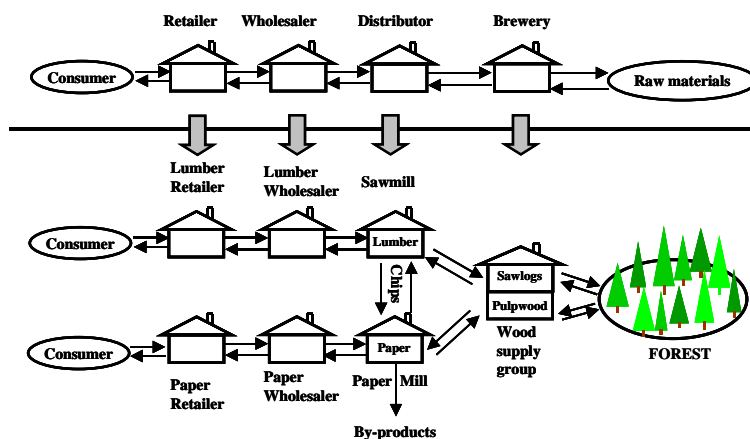 Retailer
Wholesaler
Distributor
Brewery
Consumer
Raw materials
Lumber
Retailer
Lumber
Wholesaler
Sawmill
Consumer
Lumber
Chips
Sawlogs
Pulpwood
Wood
supply
group
FOREST
Consumer
Paper
Paper
Retailer
Paper
Wholesaler
Paper Mill
By-products